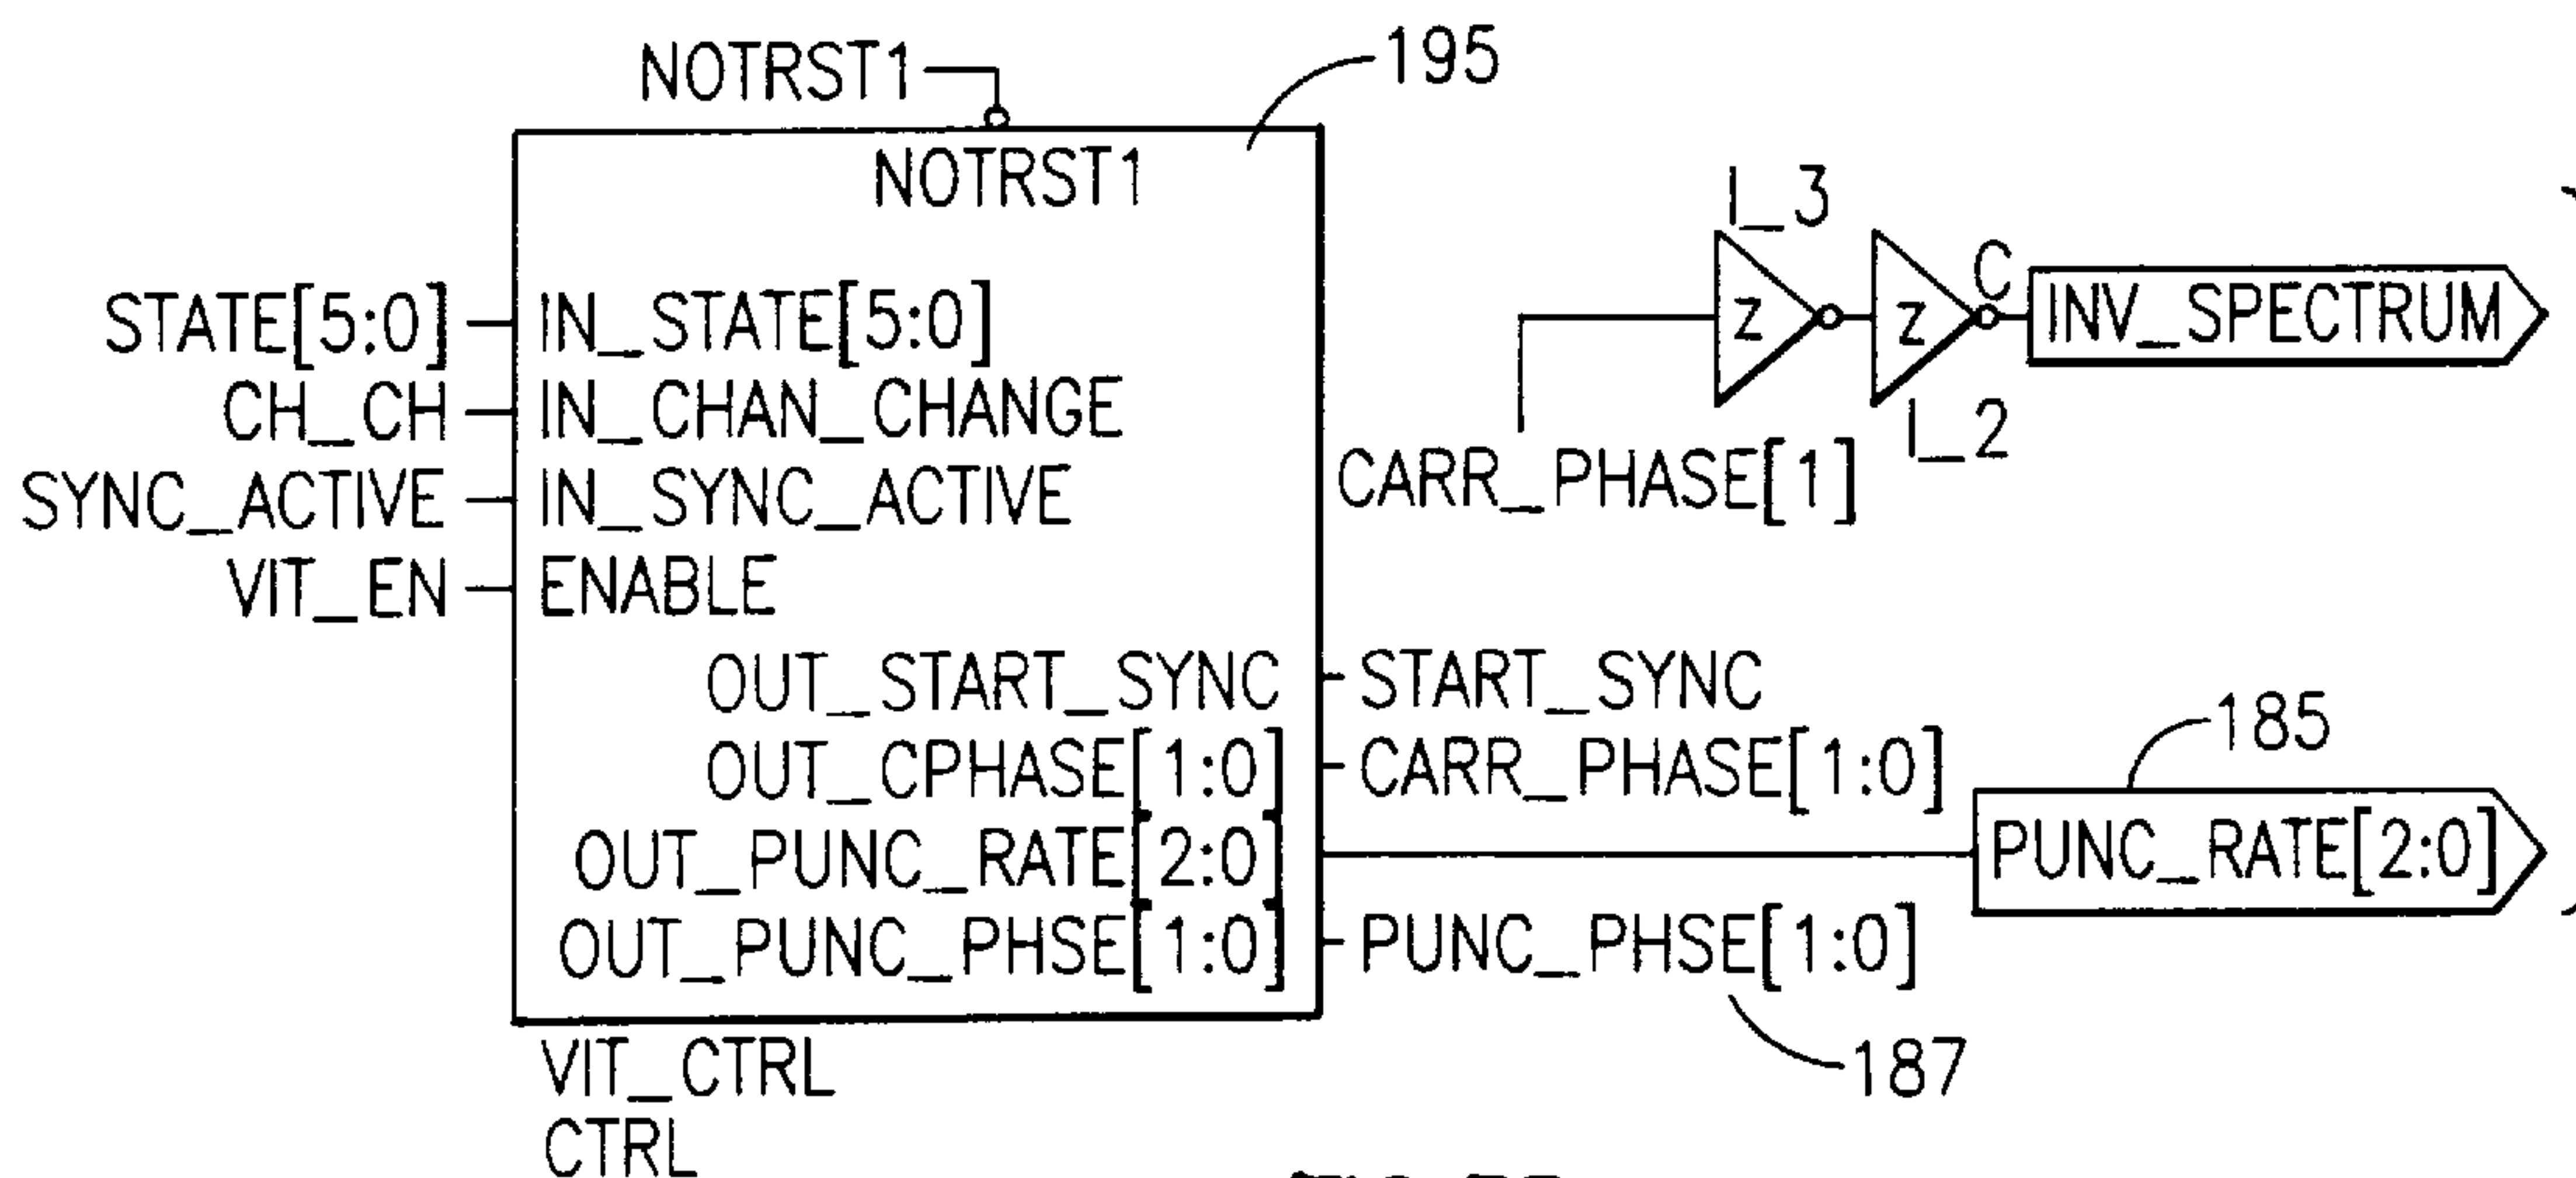 NOTRST1
195
NOTRST1
I_3
C
INV_SPECTRUM
Z
Z
I_2
CARR_PHASE[1]
STATE[5:0]
IN_STATE[5:0]
CH_CH
IN_CHAN_CHANGE
SYNC_ACTIVE
IN_SYNC_ACTIVE
VIT_EN
ENABLE
OUT_START_SYNC
START_SYNC
OUT_CPHASE[1:0]
CARR_PHASE[1:0]
185
OUT_PUNC_RATE[2:0]
PUNC_RATE[2:0]
OUT_PUNC_PHSE[1:0]
PUNC_PHSE[1:0]
187
VIT_CTRL
CTRL